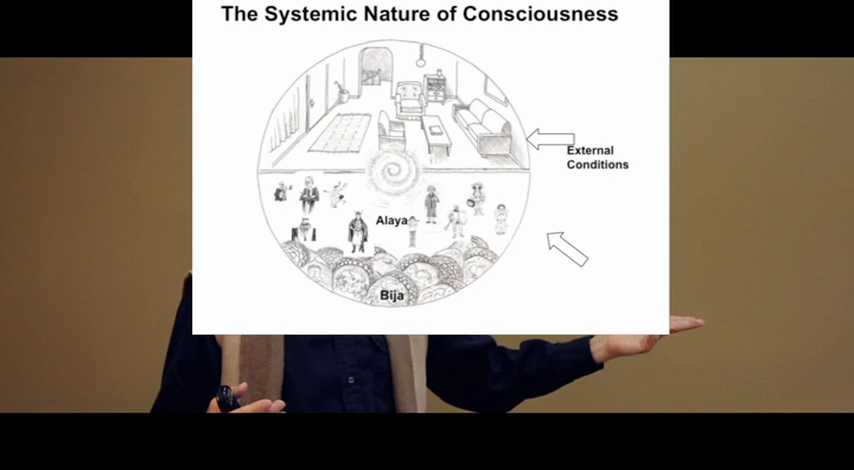 The Systemic Nature of Consciousness
External
Conditions
Alaya
Bija